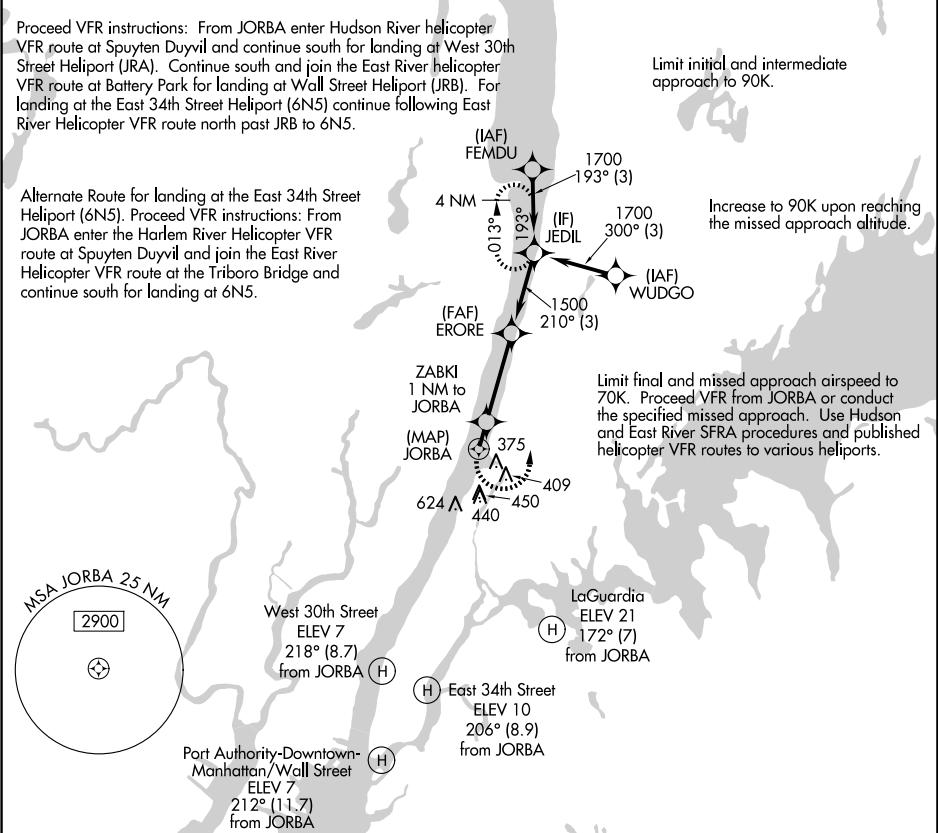 Proceed VFR instructions: From JORBA enter Hudson River helicopter
VFR route at Spuyten Duyvil and continue south for landing at West 30th
Street Heliport (JRA). Continue south and join the East River helicopter
VFR route at Battery Park for landing at Wall Street Heliport (JRB). For
landing at the East 34th Street Heliport (6N5) continue following East
River Helicopter VFR route north past JRB to 6N5.
Limit initial and intermediate
approach to 90K.
Alternate Route for landing at the East 34th Street
Heliport (6N5). Proceed VFR instructions: From
JORBA enter the Harlem River Helicopter VFR
route at Spuyten Duyvil and join the East River
Helicopter VFR route at the Triboro Bridge and
continue south for landing at 6N5.
(IAF)
FEMDU
1700
193° (3)
4 NM
013°
193°
(IF)
JEDIL
1700
300° (3)
Increase to 90K upon reaching
the missed approach altitude.
(IAF)
WUDGO
1500
210° (3)
(FAF)
ERORE
ZABKI
1 NM to
JORBA
Limit final and missed approach airspeed to
70K. Proceed VFR from JORBA or conduct
the specified missed approach. Use Hudson
and East River SFRA procedures and published
helicopter VFR routes to various heliports.
(MAP)
JORBA
375
409
450
440
624
MSA JORBA 25 NM
2900
West 30th Street
ELEV 7
218° (8.7)
from JORBA
H
LaGuardia
ELEV 21
172° (7)
from JORBA
H
H
East 34th Street
ELEV 10
206° (8.9)
from JORBA
Port Authority-Downtown-
Manhattan/Wall Street
ELEV 7
212° (11.7)
from JORBA
H